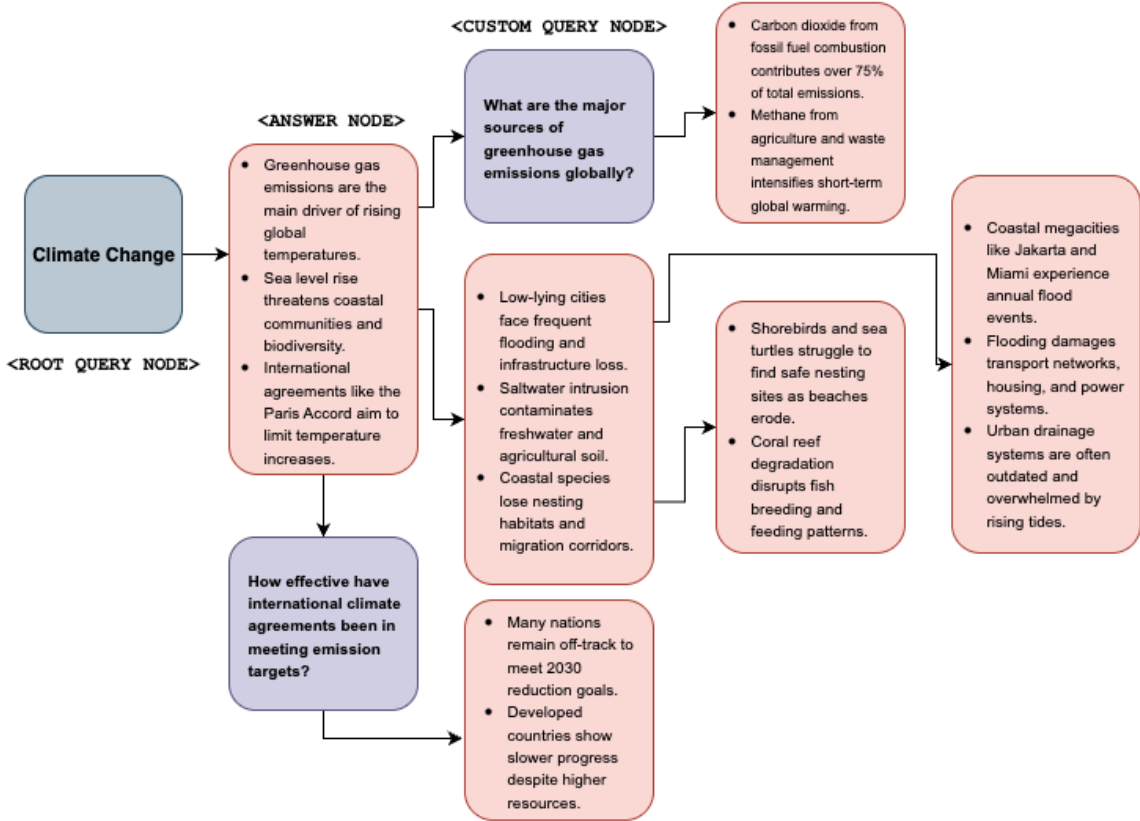 <CUSTOM QUERY NODE>
• Carbon dioxide from
fossil fuel combustion
contributes over 75%
of total emissions.
• Methane from
agriculture and waste
management
intensifies short-term
global warming.
What are the major
sources of
greenhouse gas
emissions globally?
<ANSWER NODE>
• Greenhouse gas
emissions are the
main driver of rising
global
temperatures.
• Sea level rise
threatens coastal
communities and
biodiversity.
• International
agreements like the
Paris Accord aim to
limit temperature
increases.
Climate Change
<ROOT QUERY NODE>
• Low-lying cities
face frequent
flooding and
infrastructure loss.
• Saltwater intrusion
contaminates
freshwater and
agricultural soil.
• Coastal species
lose nesting
habitats and
migration corridors.
• Shorebirds and sea
turtles struggle to
find safe nesting
sites as beaches
erode.
• Coral reef
degradation
disrupts fish
breeding and
feeding patterns.
• Coastal megacities
like Jakarta and
Miami experience
annual flood
events.
• Flooding damages
transport networks,
housing, and power
systems.
• Urban drainage
systems are often
outdated and
overwhelmed by
rising tides.
How effective have
international climate
agreements been in
meeting emission
targets?
• Many nations
remain off-track to
meet 2030
reduction goals.
• Developed
countries show
slower progress
despite higher
resources.